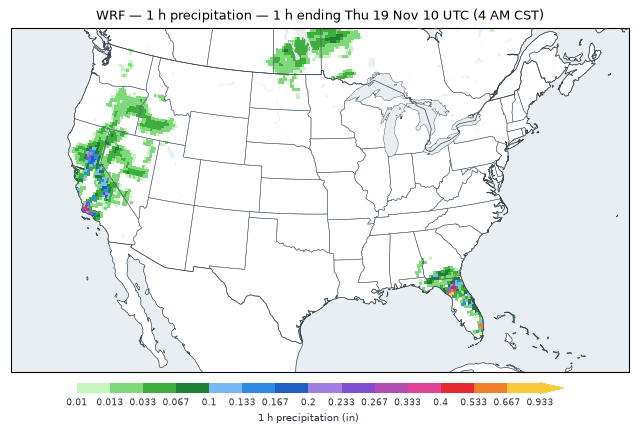 WRF — 1 h precipitation — 1 h ending Thu 19 Nov 10 UTC (4 AM CST)
0.01 0.013 0.033 0.067 0.1 0.133 0.167 0.2 0.233 0.267 0.333 0.4 0.533 0.667 0.933
1 h precipitation (in)